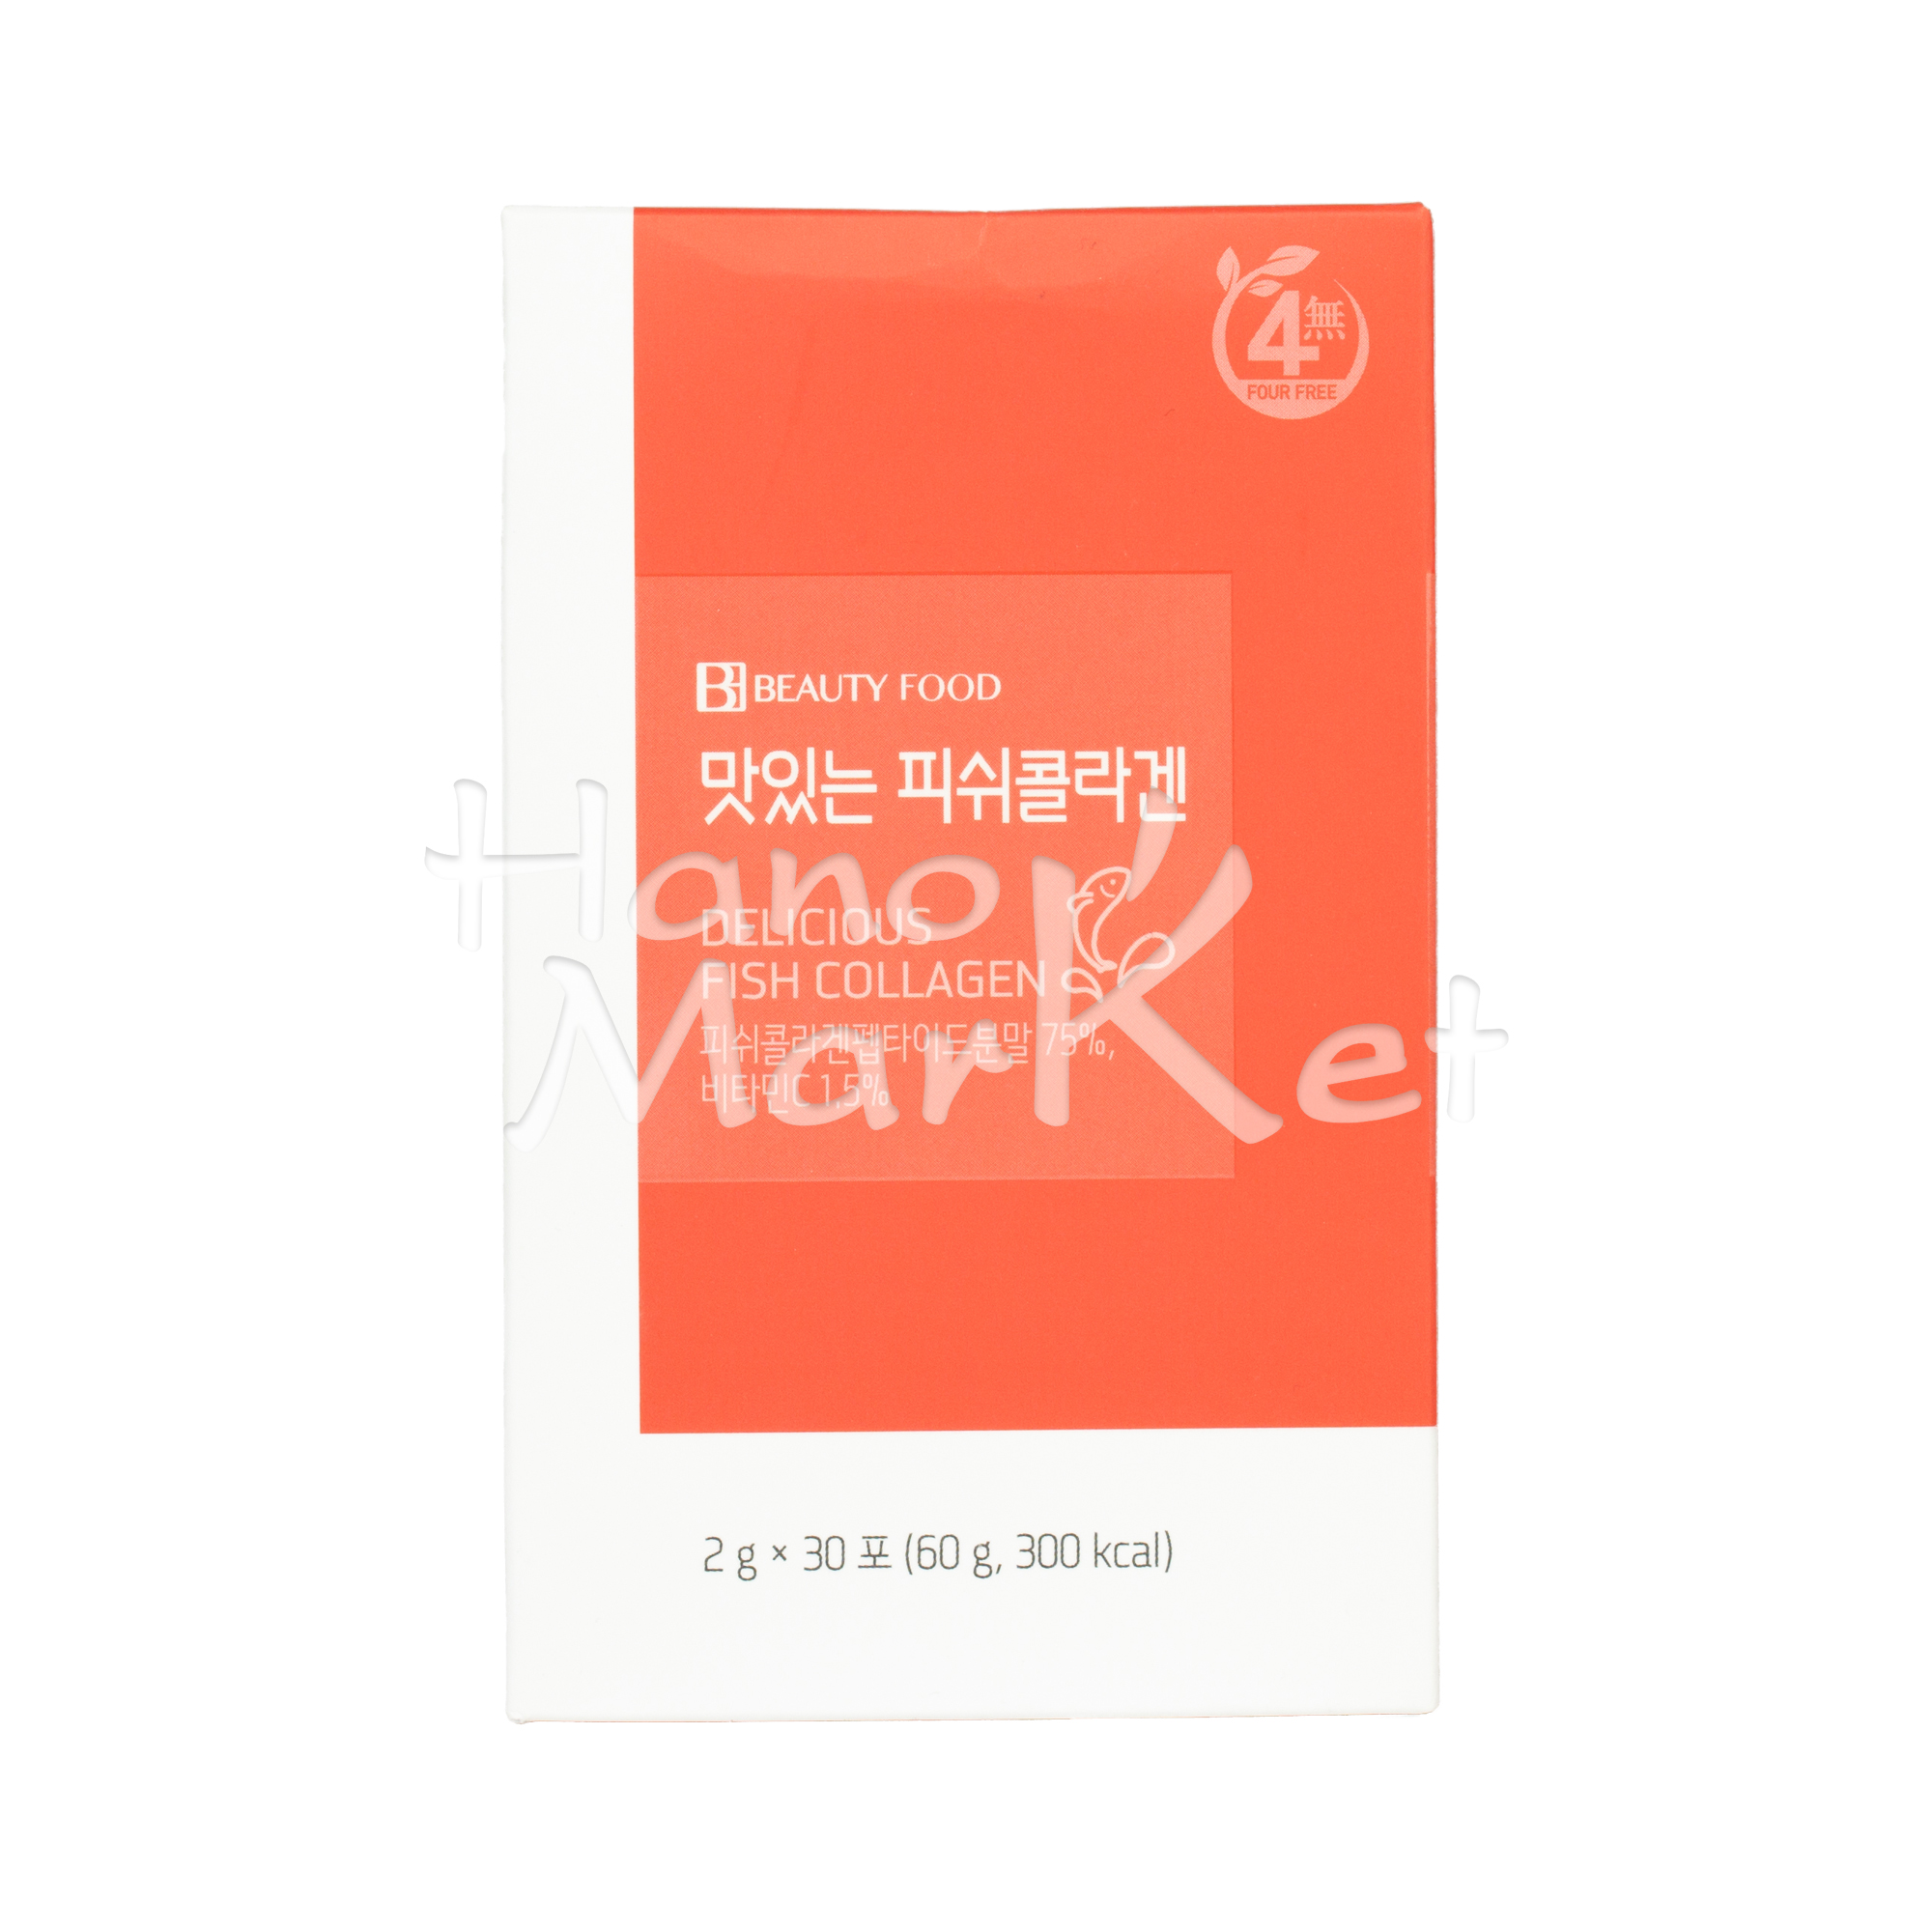 4無
FOUR FREE
BEAUTY FOOD
맛있는 피쉬콜라겐
DELICIOUS
FISH COLLAGEN
피쉬콜라겐펩타이드분말 75%,
비타민C 1.5%
Hano
Market
2 g × 30 포 (60 g, 300 kcal)